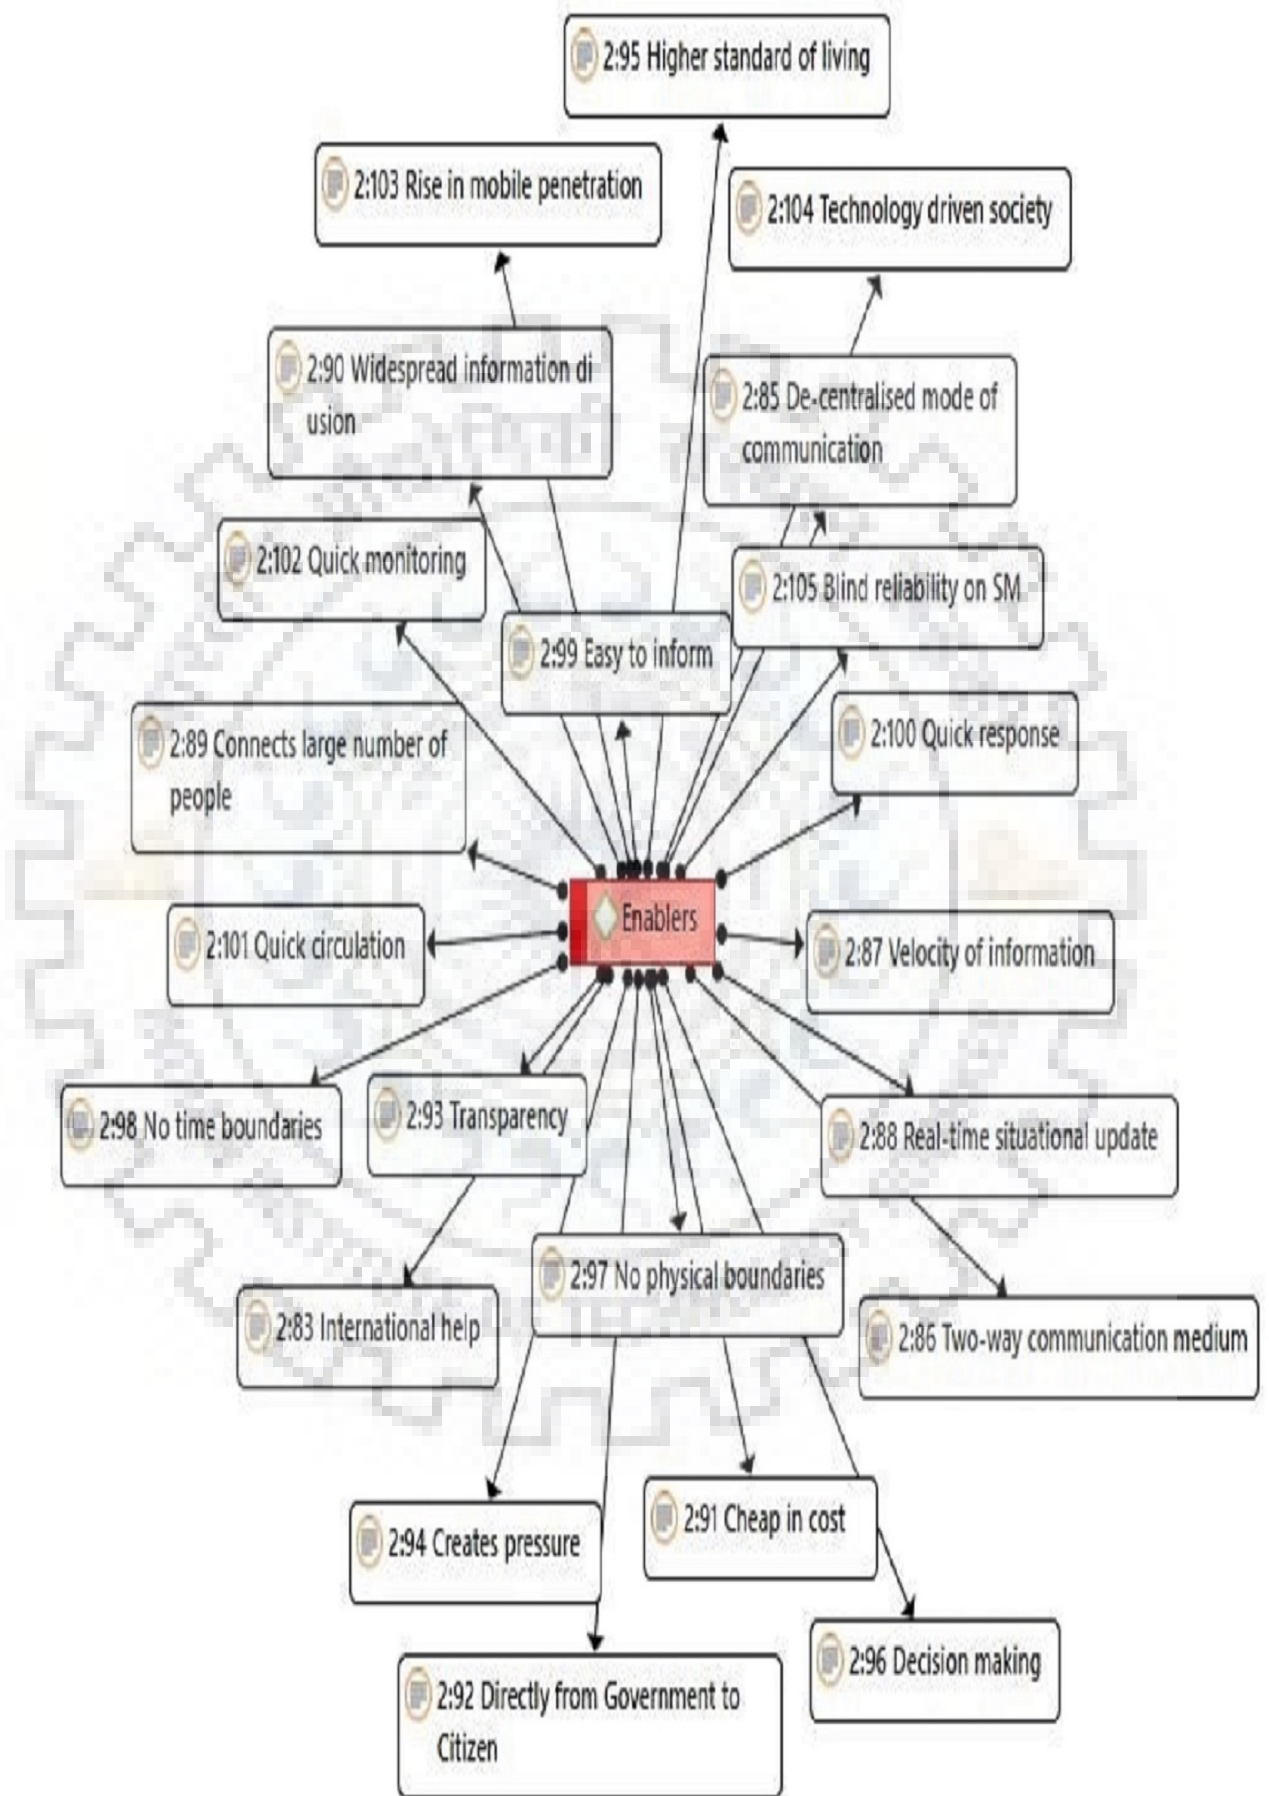 2:95 Higher standard of living
2:103 Rise in mobile penetration
2:104 Technology driven society
2:90 Widespread information di
usion
2:85 De-centralised mode of
communication
2:102 Quick monitoring
2:105 Blind reliability on SM
2:99 Easy to inform
2:89 Connects large number of
people
2:100 Quick response
Enablers
2:101 Quick circulation
2:87 Velocity of information
2:98 No time boundaries
2:93 Transparency
2:88 Real-time situational update
2:97 No physical boundaries
2:83 International help
2:86 Two-way communication medium
2:94 Creates pressure
2:91 Cheap in cost
2:96 Decision making
2:92 Directly from Government to
Citizen